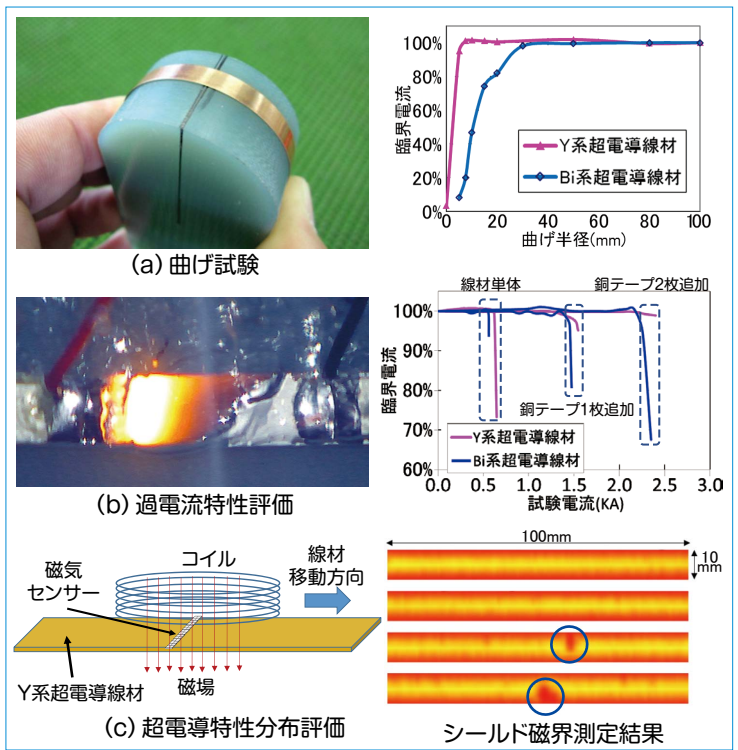 100%
80%
60%
40%
20%
0%
臨界電流
Y系超電導線材
Bi系超電導線材
0
20
40
60
80
100
曲げ半径(mm)
(a) 曲げ試験
線材単体
銅テープ2枚追加
100%
90%
80%
70%
60%
臨界電流
銅テープ1枚追加
Y系超電導線材
Bi系超電導線材
0.0
0.5
1.0
1.5
2.0
2.5
3.0
試験電流(KA)
(b) 過電流特性評価
コイル
線材
移動方向
磁気
センサー
Y系超電導線材
磁場
(c) 超電導特性分布評価
100mm
10
mm
シールド磁界測定結果